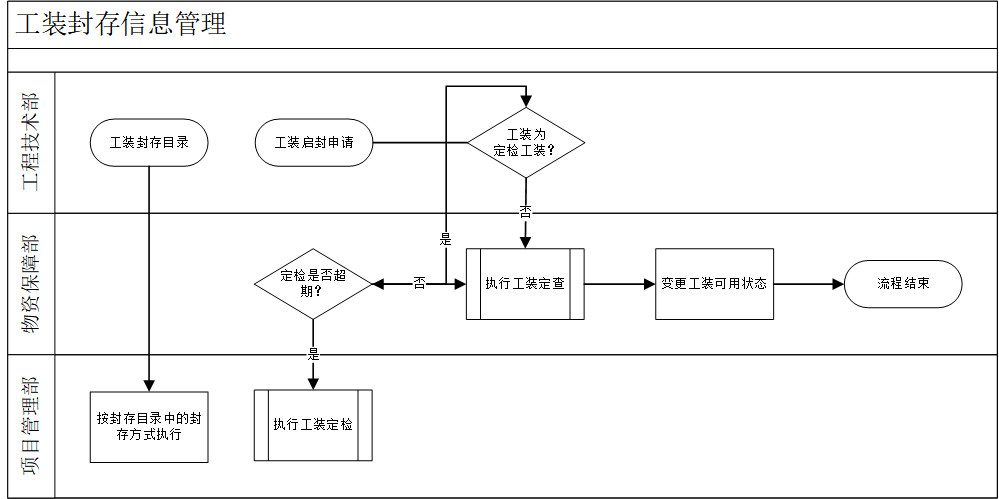 工装封存信息管理
工程技术部
工装封存目录
工装启封申请
工装为
定检工装？
否
物资保障部
是
定检是否超
期？
否
执行工装定查
变更工装可用状态
流程结束
是
项目管理部
按封存目录中的封
存方式执行
执行工装定检